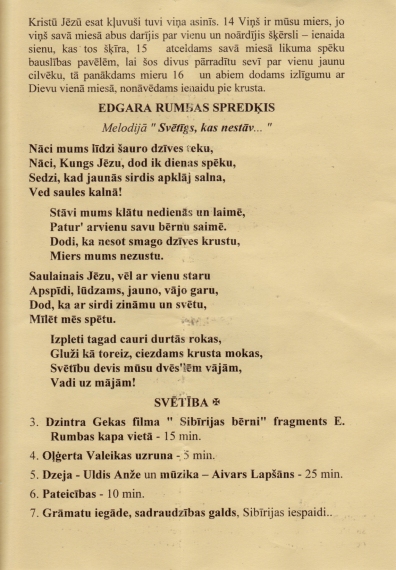 Kristū Jēzū esat kļuvuši tuvi viņa asinīs. 14 Viņš ir mūsu miers, jo
viņš savā miesā abus darījis par vienu un noārdījis šķērsli – ienaida
sienu, kas tos šķīra, 15 atceldams savā miesā likuma spēku
bauslības pavēlēm, lai šos divus pārradītu sevī par vienu jaunu
cilvēku, tā panākdams mieru 16 un abiem dodams izlīgumu ar
Dievu vienā miesā, nonāvēdams ienaidu pie krusta.
EDGARA RUMBAS SPREDĶIS
Melodijā " Svētīgs, kas nestāv... "
Nāci mums līdzi šauro dzīves teku,
Nāci, Kungs Jēzu, dod ik dienas spēku,
Sedzi, kad jaunās sirdis apklāj salna,
Ved saules kalnā!
Stāvi mums klātu nedienās un laimē,
Patur' arvienu savu bērnu saimē.
Dodi, ka nesot smago dzīves krustu,
Miers mums nezustu.
Saulainais Jēzu, vēl ar vienu staru
Apspīdi, lūdzams, jauno, vājo garu,
Dod, ka ar sirdi zināmu un svētu,
Mīlēt mēs spētu.
Izpleti tagad cauri durtās rokas,
Gluži kā toreiz, ciezdams krusta mokas,
Svētību devis mūsu dvēs'lēm vājām,
Vadi uz mājām!
SVĒTĪBA ✠
3. Dzintra Gekas filma " Sibīrijas bērni" fragments E.
Rumbas kapa vietā - 15 min.
4. Oļģerta Valeikas uzruna - 5 min.
5. Dzeja - Uldis Anže un mūzika – Aivars Lapšāns - 25 min.
6. Pateicības - 10 min.
7. Grāmatu iegāde, sadraudzības galds, Sibīrijas iespaidi..